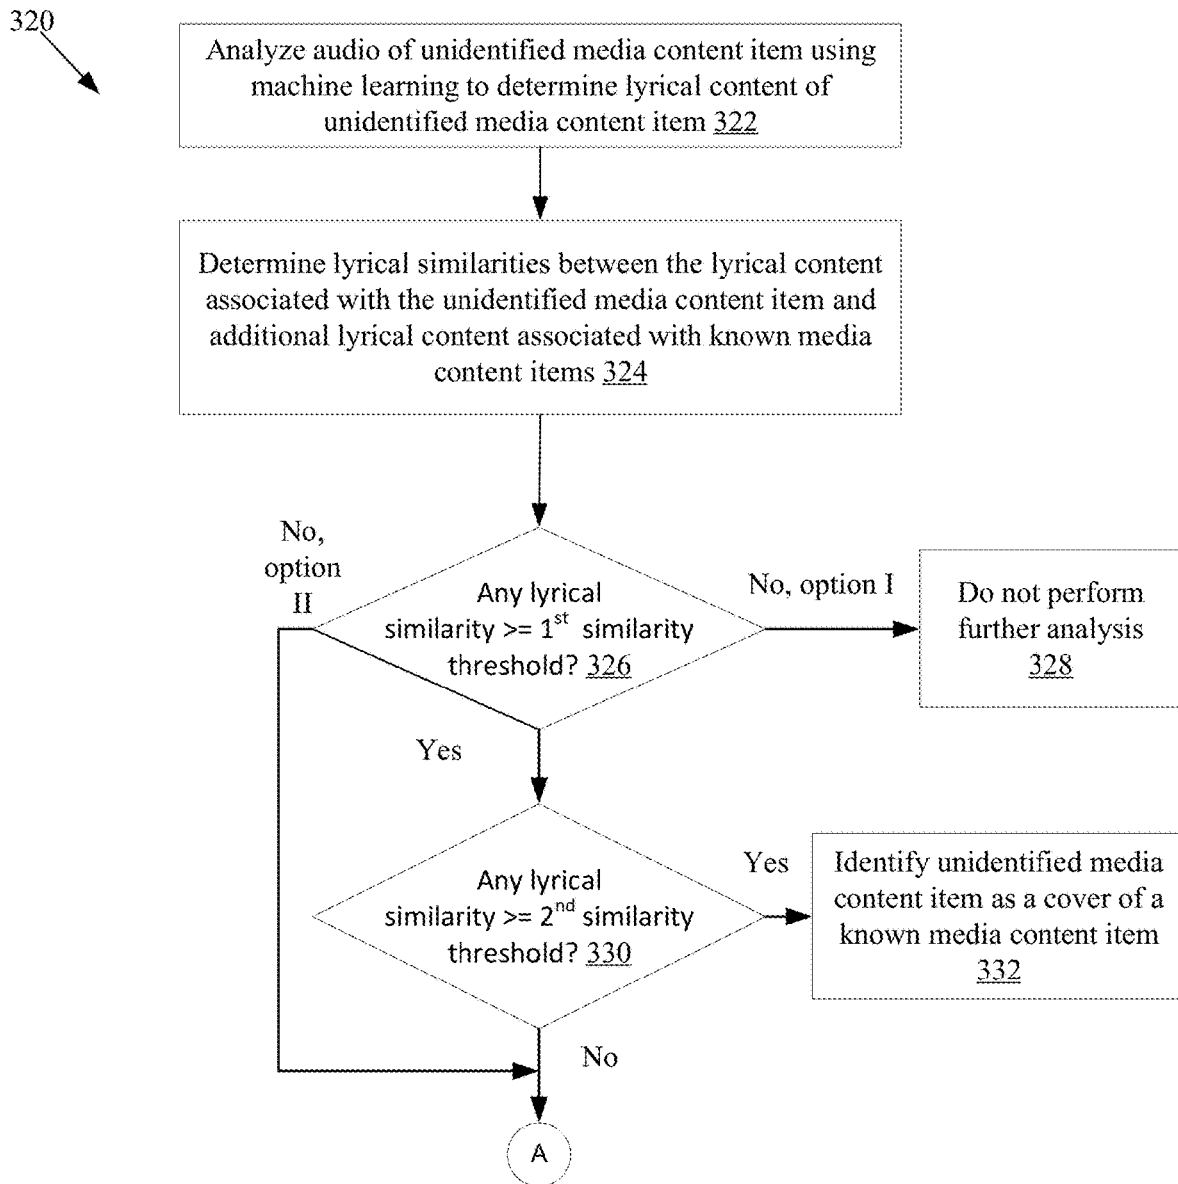 320
Analyze audio of unidentified media content item using
machine learning to determine lyrical content of
unidentified media content item 322
Determine lyrical similarities between the lyrical content
associated with the unidentified media content item and
additional lyrical content associated with known media
content items 324
No,
option
II
Any lyrical
similarity >= 1st similarity
threshold? 326
No, option I
Do not perform
further analysis
328
Yes
Any lyrical
similarity >= 2nd similarity
threshold? 330
Yes
Identify unidentified media
content item as a cover of a
known media content item
332
No
A